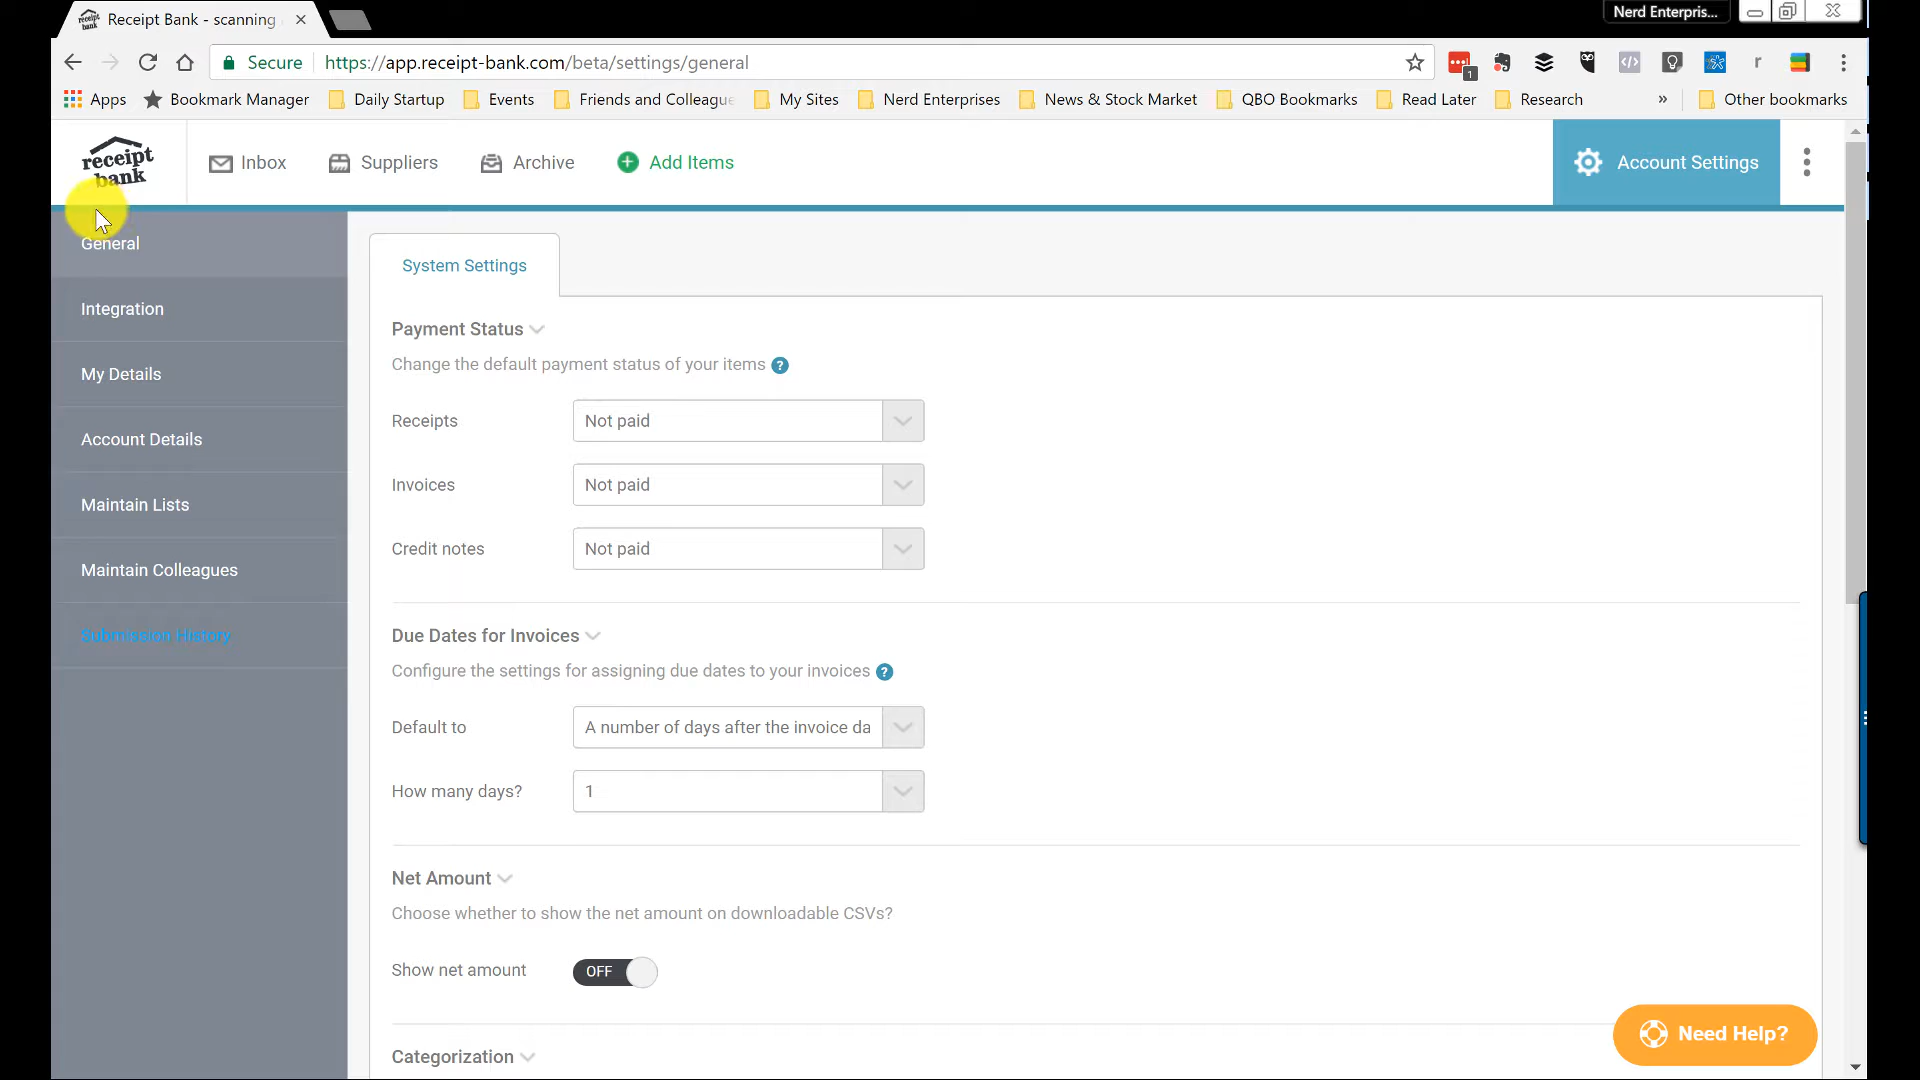 Receipt Bank - scanning
Nerd Enterpris...
Secure https://app.receipt-bank.com/beta/settings/general
1
r
Apps Bookmark Manager Daily Startup Events Friends and Colleague My Sites Nerd Enterprises News & Stock Market QBO Bookmarks Read Later Research » Other bookmarks
receipt
bank
Inbox Suppliers Archive Add Items Account Settings
General
Integration
My Details
Account Details
Maintain Lists
Maintain Colleagues
Submission History
System Settings
Payment Status
Change the default payment status of your items ?
Receipts Not paid
Invoices Not paid
Credit notes Not paid
Due Dates for Invoices
Configure the settings for assigning due dates to your invoices ?
Default to A number of days after the invoice da
How many days? 1
Net Amount
Choose whether to show the net amount on downloadable CSVs?
Show net amount OFF
Categorization
Need Help?